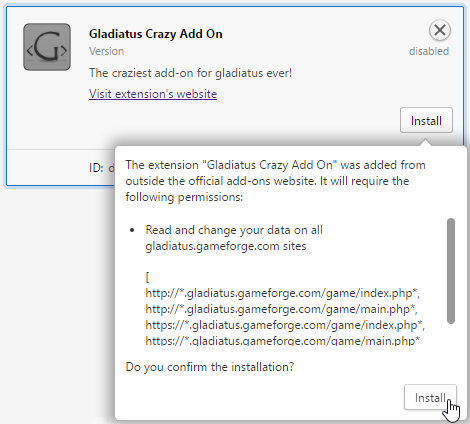 Gladiatus Crazy Add On
Version
disabled
The craziest add-on for gladiatus ever!
Visit extension's website
Install
ID:
The extension "Gladiatus Crazy Add On" was added from
outside the official add-ons website. It will require the
following permissions:
• Read and change your data on all
gladiatus.gameforge.com sites
[
http://*.gladiatus.gameforge.com/game/index.php*,
http://*.gladiatus.gameforge.com/game/main.php*,
https://*.gladiatus.gameforge.com/game/index.php*,
https://*.gladiatus.gameforge.com/game/main.php*
Do you confirm the installation?
Install